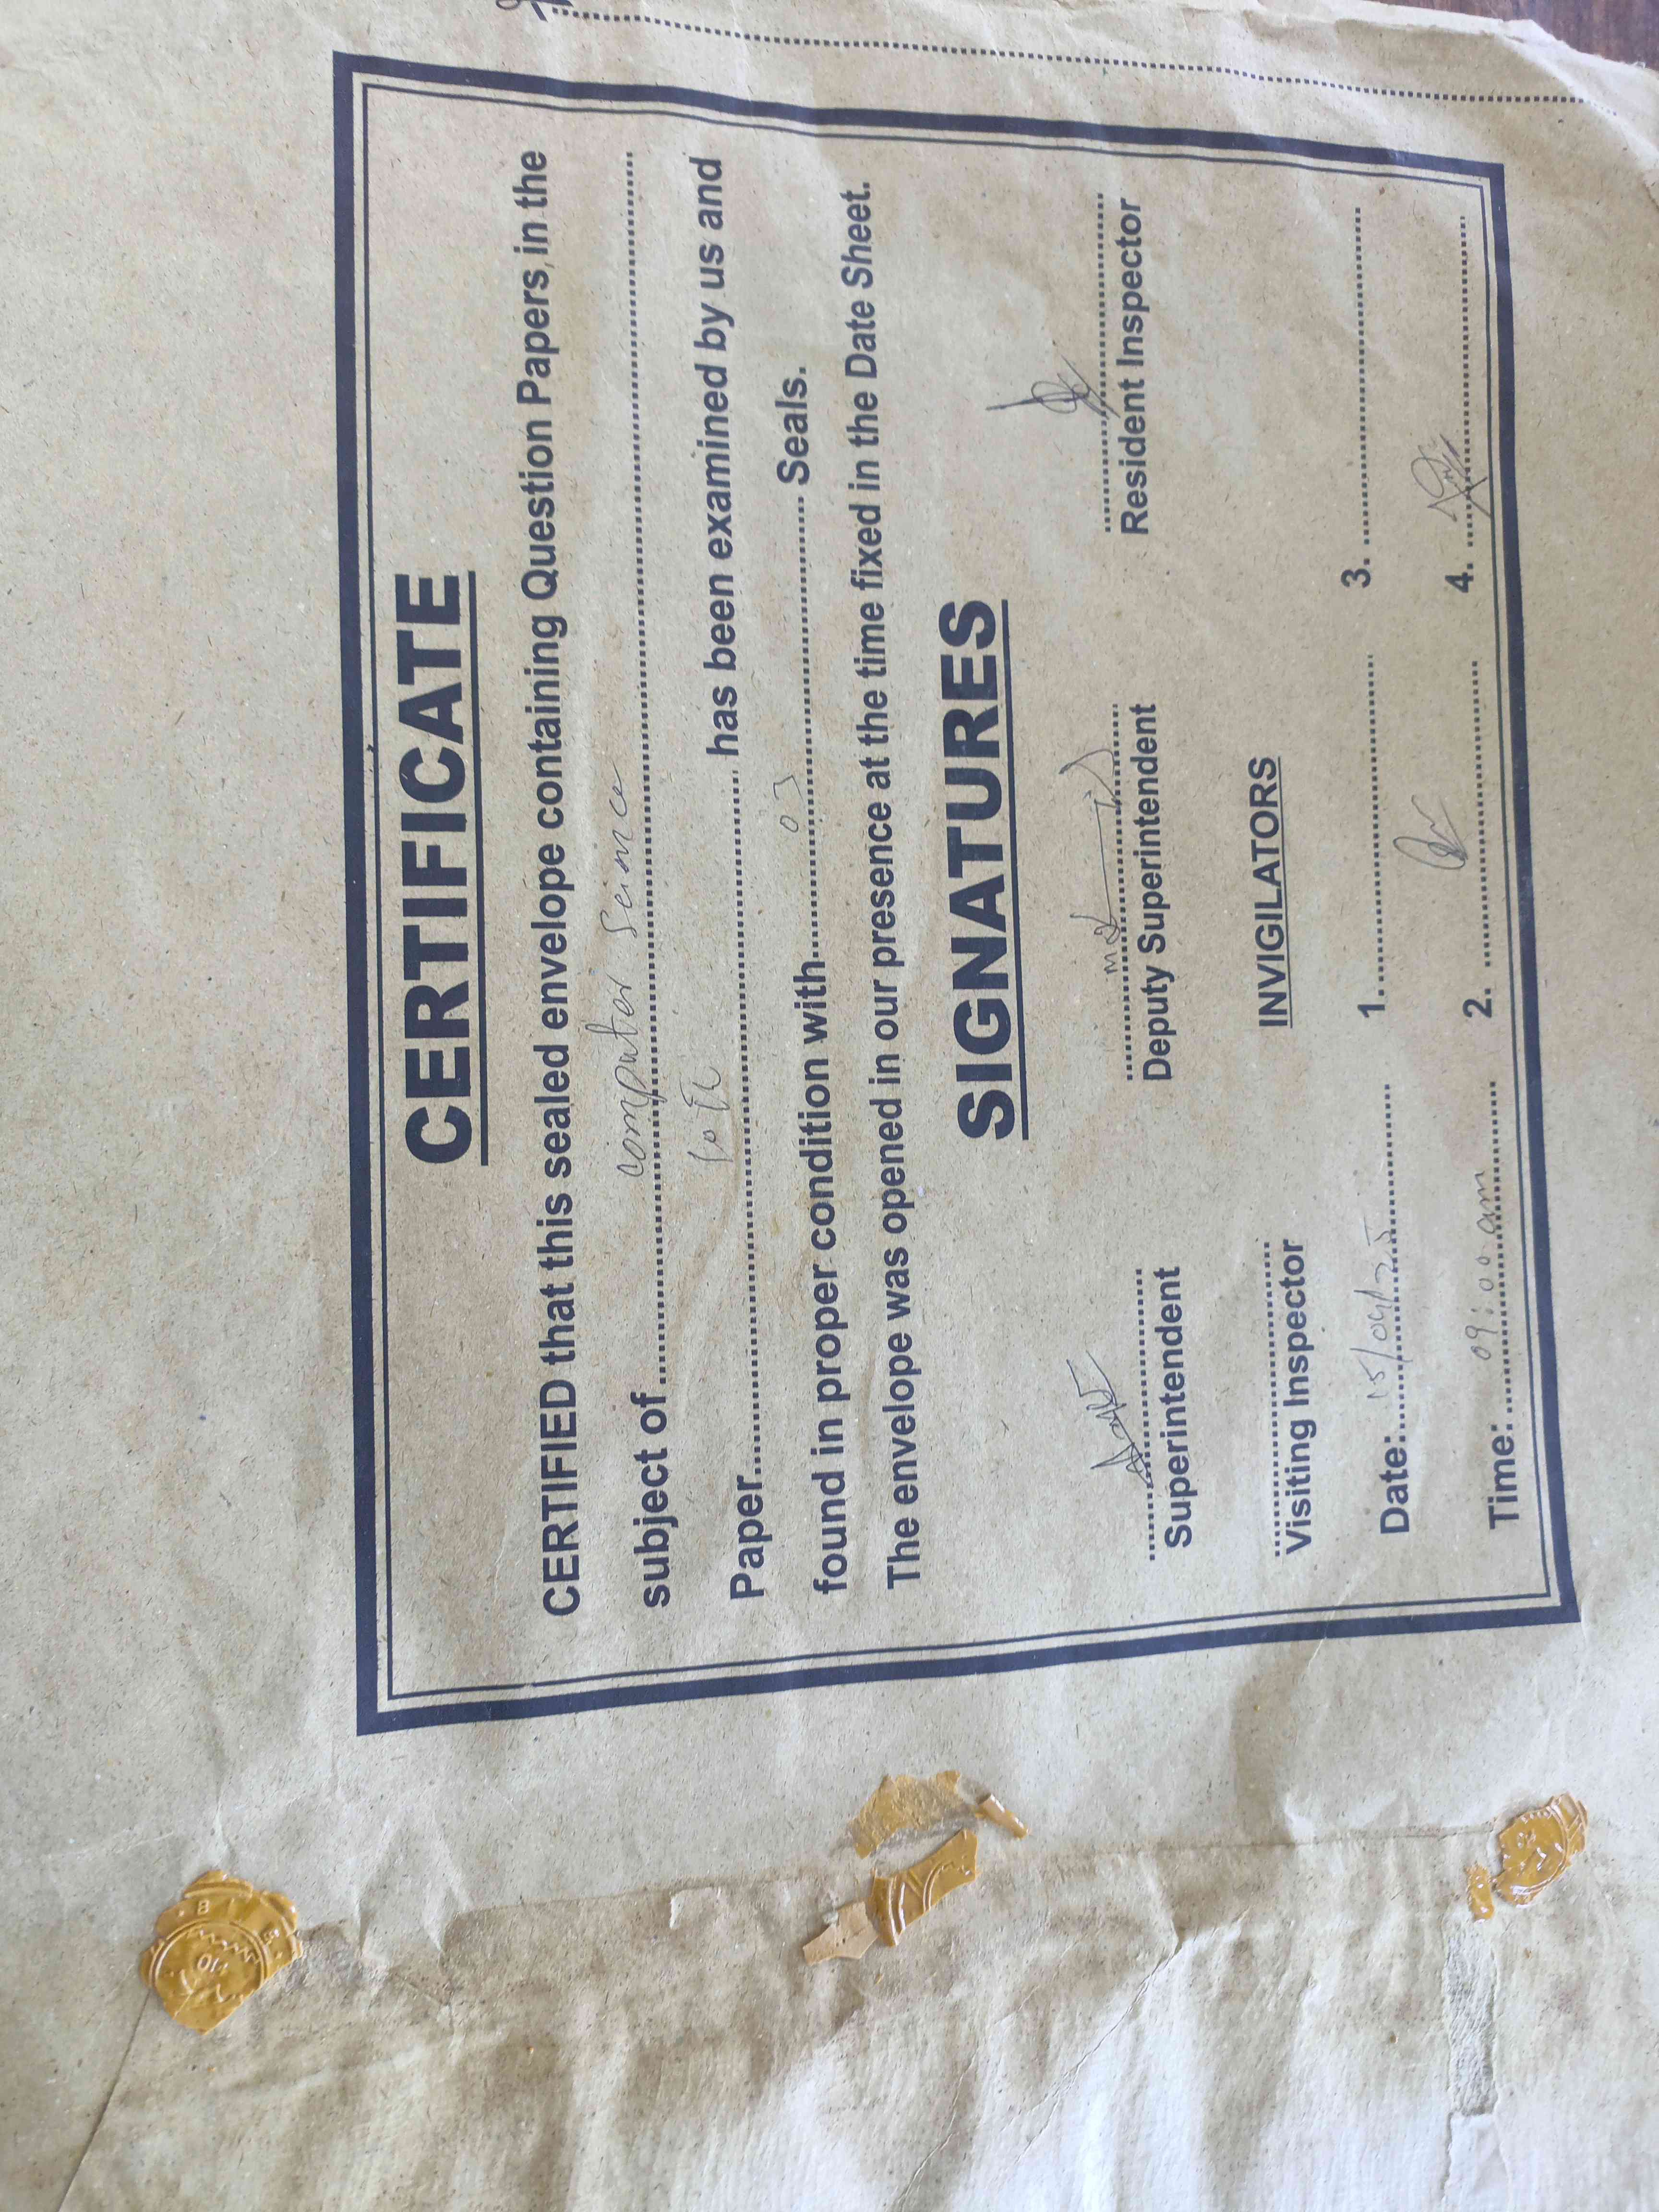 CERTIFICATE
CERTIFIED that this sealed envelope containing Question Papers, in the
subject of computer Science
Paper 10th has been examined by us and
found in proper condition with 03 Seals.
The envelope was opened in our presence at the time fixed in the Date Sheet.
SIGNATURES
Superintendent Deputy Superintendent Resident Inspector
Visiting Inspector INVIGILATORS
Date: 15/04/25 1. 3.
Time: 09:00 am 2. 4.